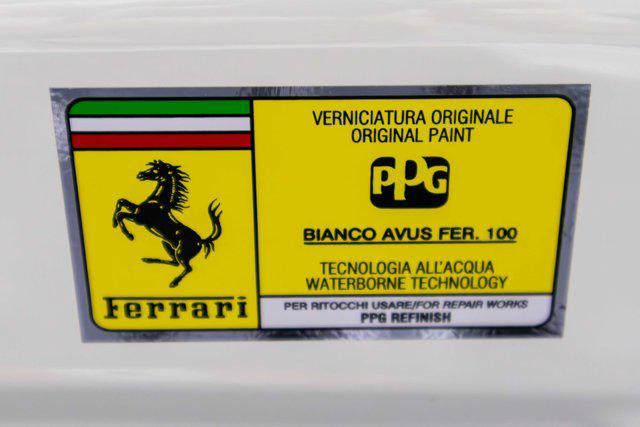 VERNICIATURA ORIGINALE
ORIGINAL PAINT
PPG
BIANCO AVUS FER. 100
TECNOLOGIA ALL'ACQUA
WATERBORNE TECHNOLOGY
Ferrari
PER RITOCCHI USARE/FOR REPAIR WORKS
PPG REFINISH